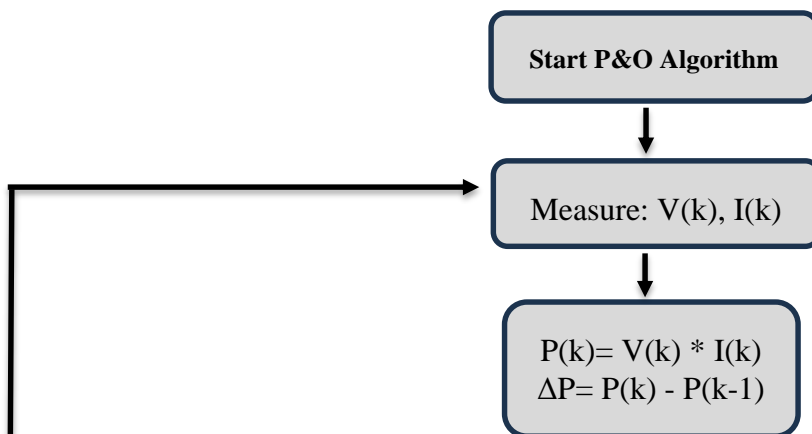 Start P&O Algorithm
Measure: V(k), I(k)
P(k)= V(k) * I(k)
ΔP= P(k) - P(k-1)